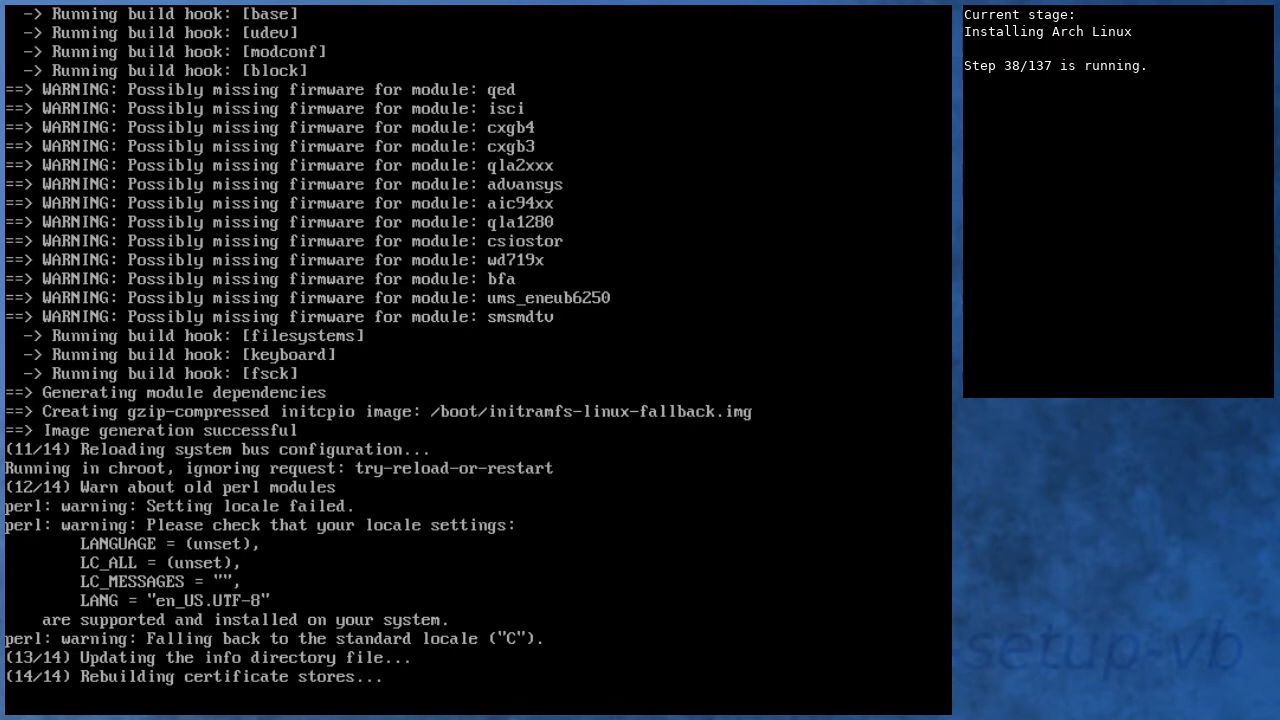 -> Running build hook: [base]
  -> Running build hook: [udev]
  -> Running build hook: [modconf]
  -> Running build hook: [block]
==> WARNING: Possibly missing firmware for module: qed
==> WARNING: Possibly missing firmware for module: isci
==> WARNING: Possibly missing firmware for module: cxgb4
==> WARNING: Possibly missing firmware for module: cxgb3
==> WARNING: Possibly missing firmware for module: qla2xxx
==> WARNING: Possibly missing firmware for module: advansys
==> WARNING: Possibly missing firmware for module: aic94xx
==> WARNING: Possibly missing firmware for module: qla1280
==> WARNING: Possibly missing firmware for module: csiostor
==> WARNING: Possibly missing firmware for module: wd719x
==> WARNING: Possibly missing firmware for module: bfa
==> WARNING: Possibly missing firmware for module: ums_eneub6250
==> WARNING: Possibly missing firmware for module: smsmdtv
  -> Running build hook: [filesystems]
  -> Running build hook: [keyboard]
  -> Running build hook: [fsck]
==> Generating module dependencies
==> Creating gzip-compressed initcpio image: /boot/initramfs-linux-fallback.img
==> Image generation successful
(11/14) Reloading system bus configuration...
Running in chroot, ignoring request: try-reload-or-restart
(12/14) Warn about old perl modules
perl: warning: Setting locale failed.
perl: warning: Please check that your locale settings:
        LANGUAGE = (unset),
        LC_ALL = (unset),
        LC_MESSAGES = "",
        LANG = "en_US.UTF-8"
    are supported and installed on your system.
perl: warning: Falling back to the standard locale ("C").
(13/14) Updating the info directory file...
(14/14) Rebuilding certificate stores...
Current stage:
Installing Arch Linux
Step 38/137 is running.
setup-vb